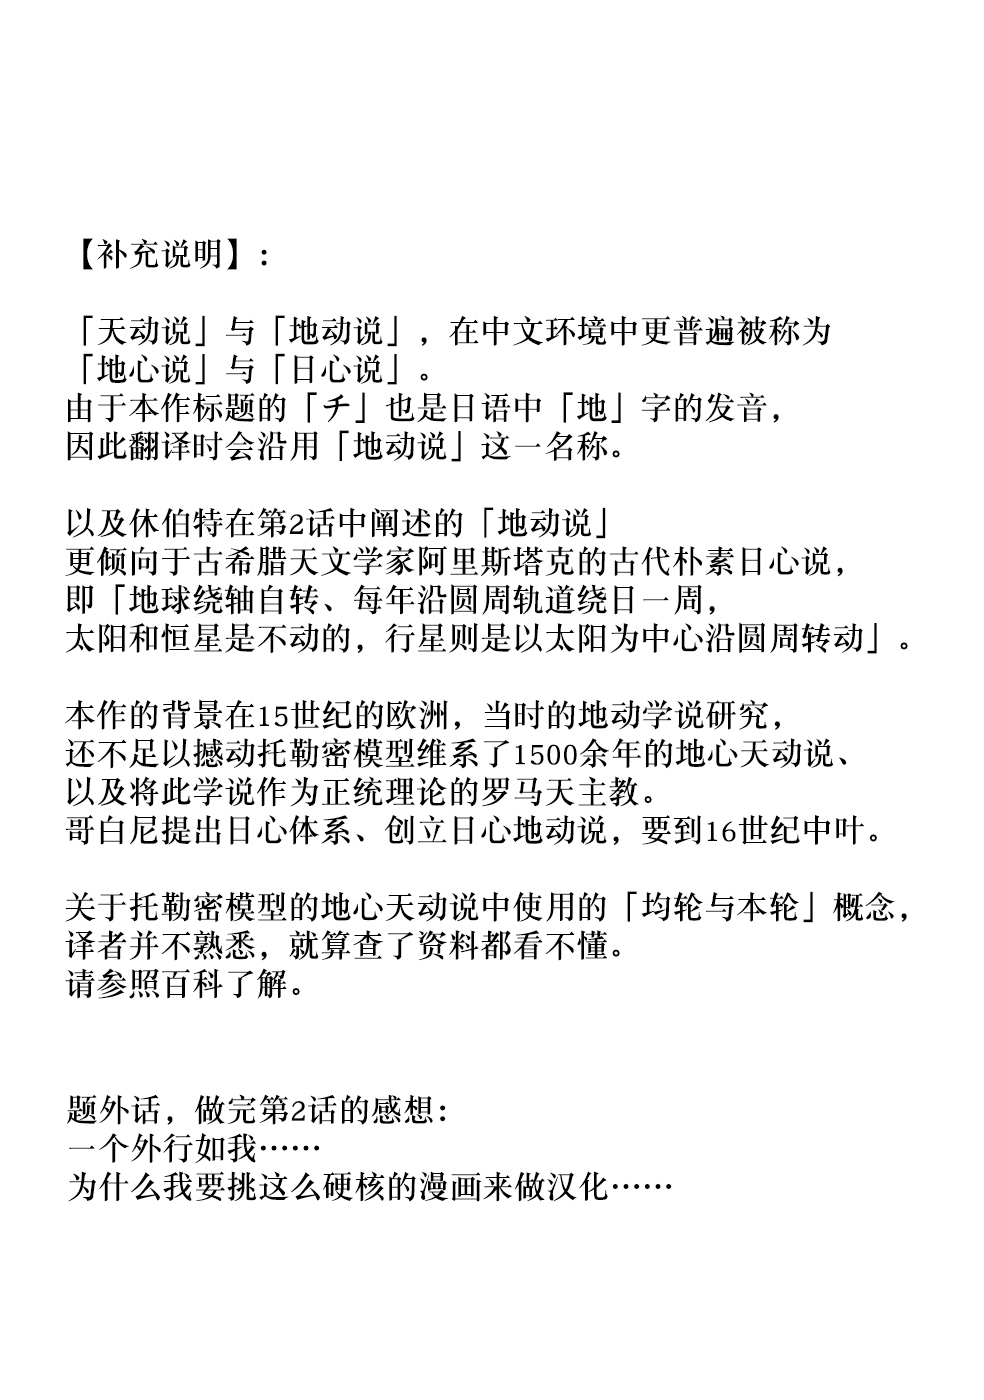 【补充说明】：
「天动说」与「地动说」，在中文环境中更普遍被称为
「地心说」与「日心说」。
由于本作标题的「チ」也是日语中「地」字的发音，
因此翻译时会沿用「地动说」这一名称。
以及休伯特在第2话中阐述的「地动说」
更倾向于古希腊天文学家阿里斯塔克的古代朴素日心说，
即「地球绕轴自转、每年沿圆周轨道绕日一周，
太阳和恒星是不动的，行星则是以太阳为中心沿圆周转动」。
本作的背景在15世纪的欧洲，当时的地动学说研究，
还不足以撼动托勒密模型维系了1500余年的地心天动说、
以及将此学说作为正统理论的罗马天主教。
哥白尼提出日心体系、创立日心地动说，要到16世纪中叶。
关于托勒密模型的地心天动说中使用的「均轮与本轮」概念，
译者并不熟悉，就算查了资料都看不懂。
请参照百科了解。
题外话，做完第2话的感想：
一个外行如我……
为什么我要挑这么硬核的漫画来做汉化……